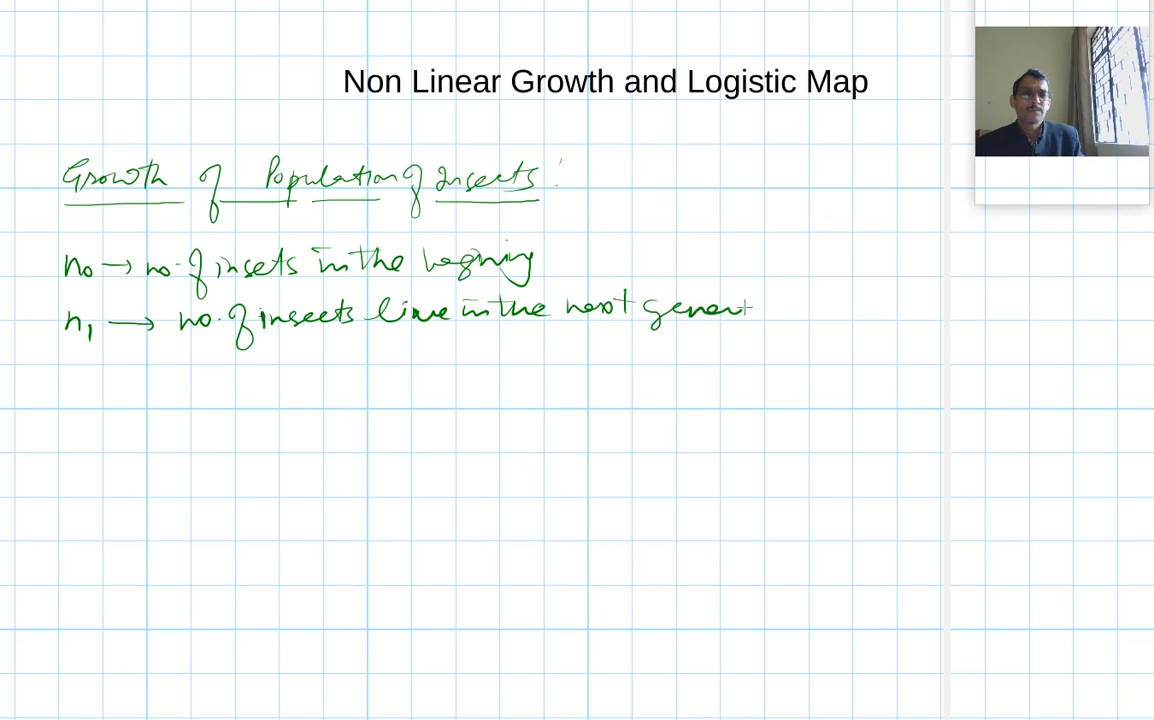 Non Linear Growth and Logistic Map
Growth of Population of Insects :
n₀ → no. of insets in the begining
n₁ → no. of insects live in the next generat